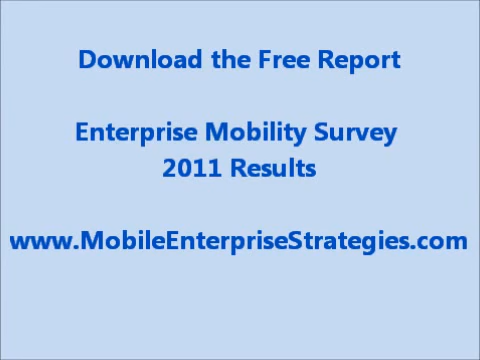 Download the Free Report
Enterprise Mobility Survey
2011 Results
www.MobileEnterpriseStrategies.com